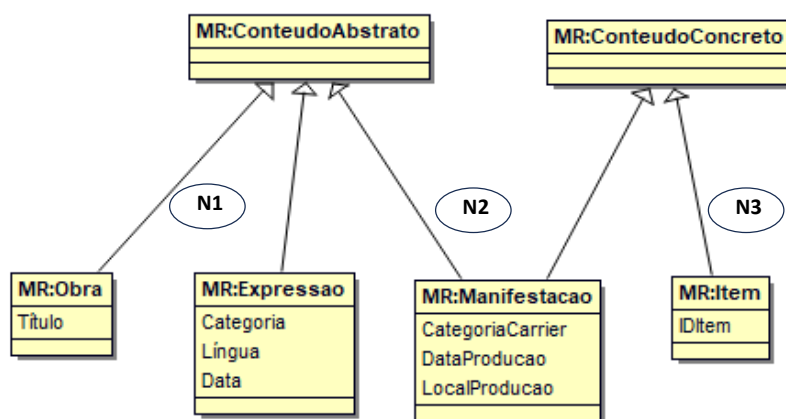 MR:ConteudoAbstrato
MR:ConteudoConcreto
N1
N2
N3
MR:Obra
Título
MR:Expressao
Categoria
Língua
Data
MR:Manifestacao
CategoriaCarrier
DataProducao
LocalProducao
MR:Item
IDItem